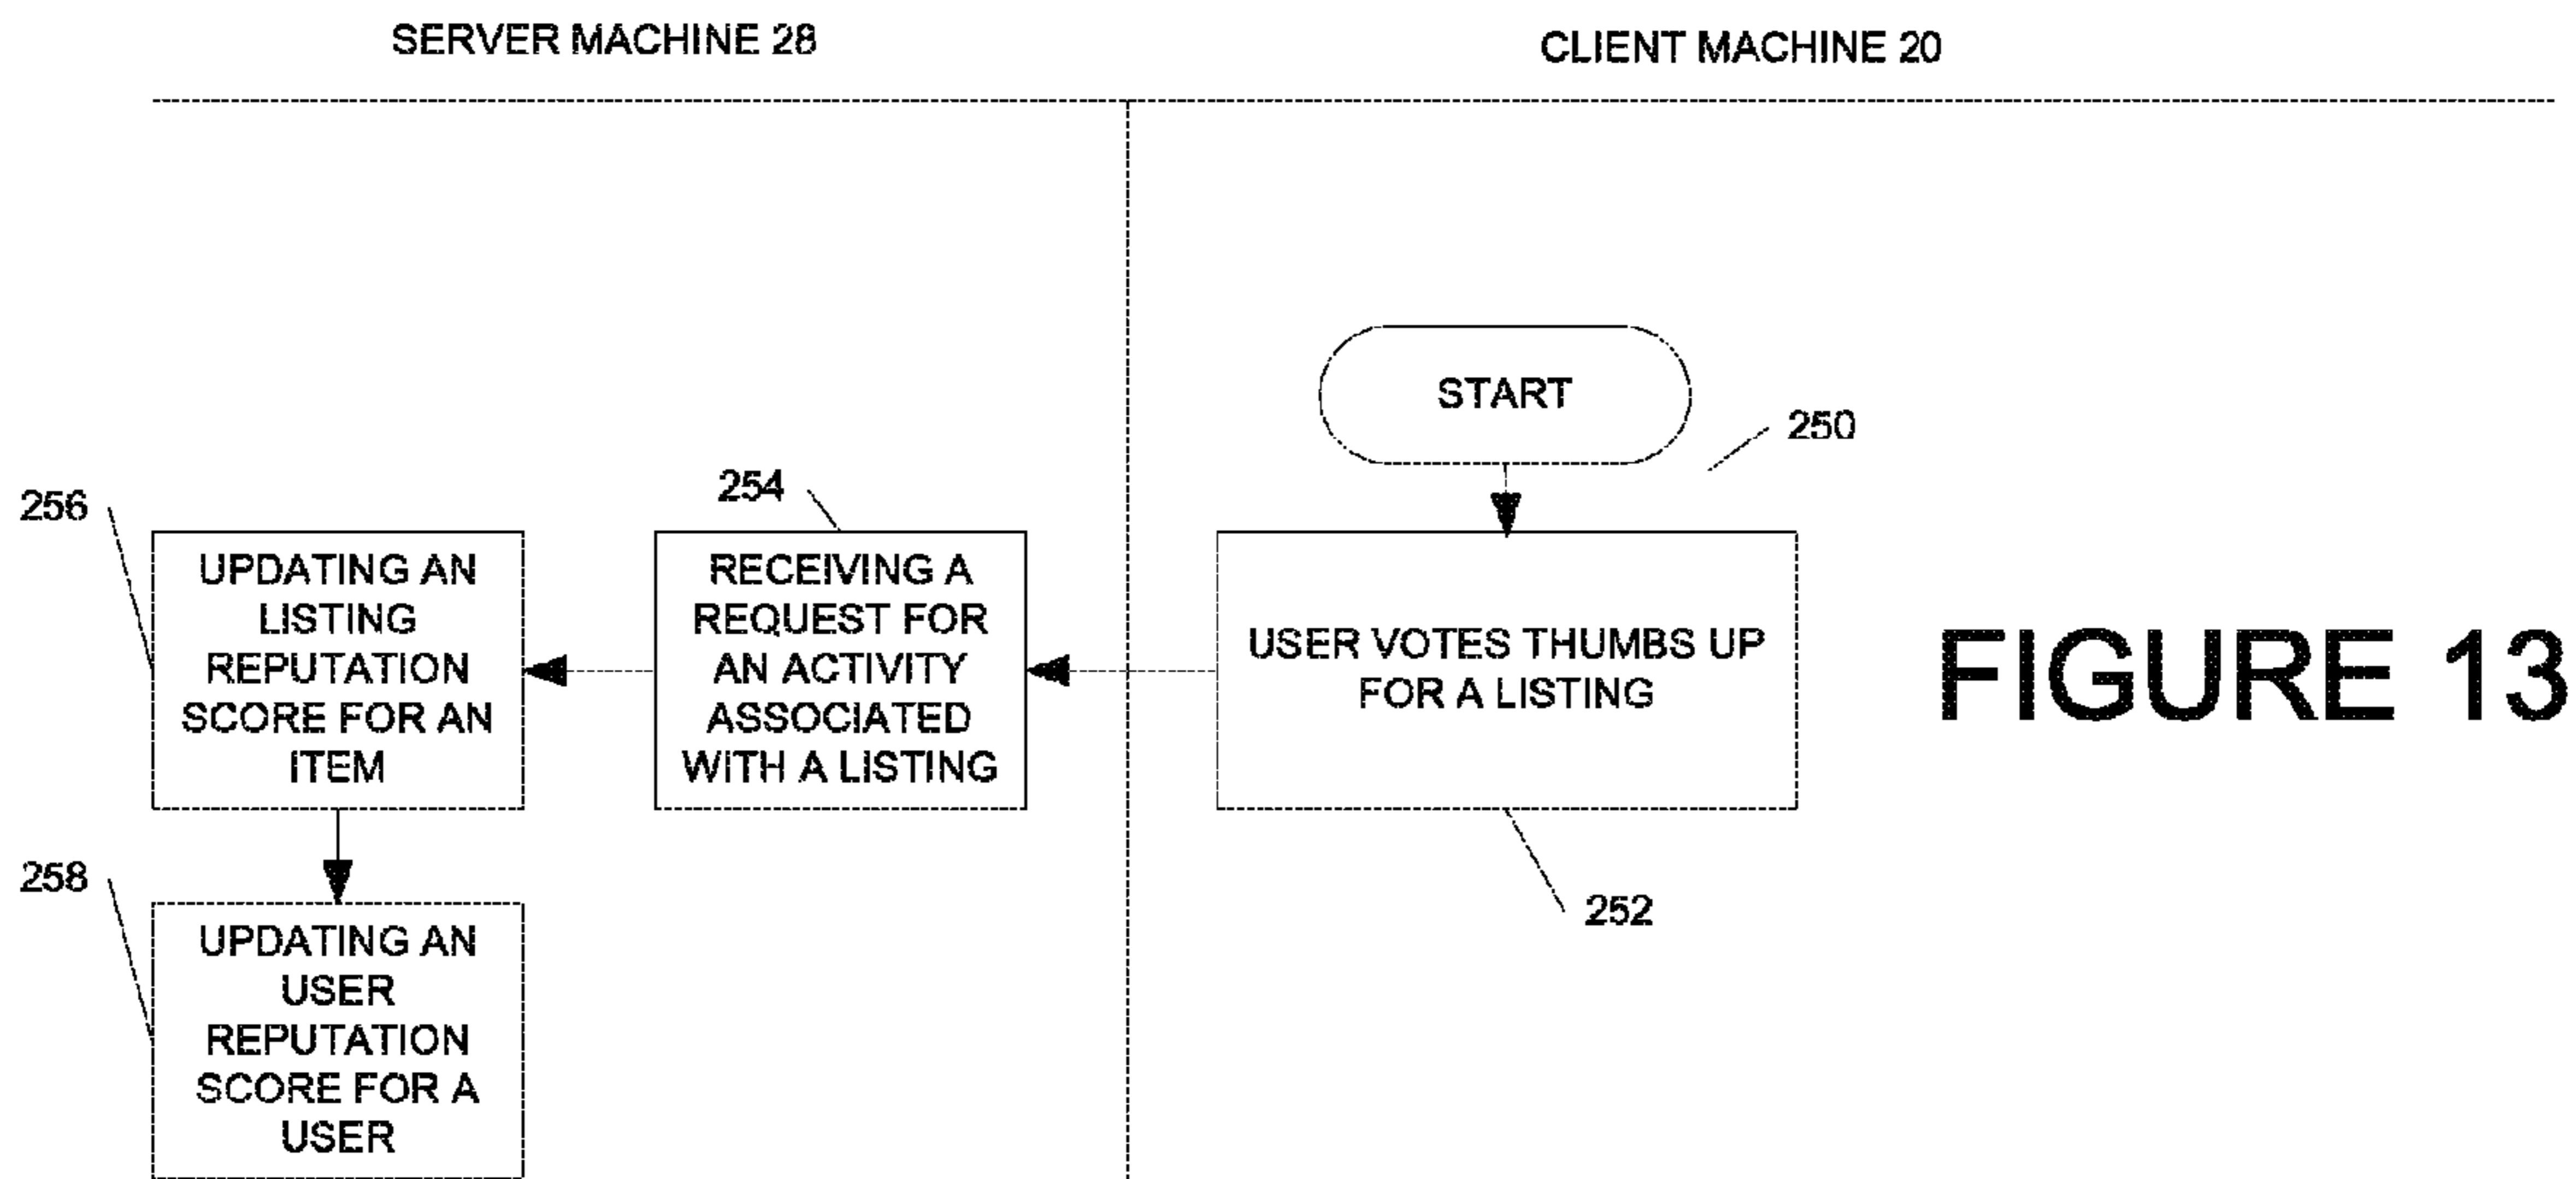 SERVER MACHINE 28
CLIENT MACHINE 20
START
250
256
254
UPDATING AN
LISTING
REPUTATION
SCORE FOR AN
ITEM
RECEIVING A
REQUEST FOR
AN ACTIVITY
ASSOCIATED
WITH A LISTING
USER VOTES THUMBS UP
FOR A LISTING
FIGURE 13
258
252
UPDATING AN
USER
REPUTATION
SCORE FOR A
USER